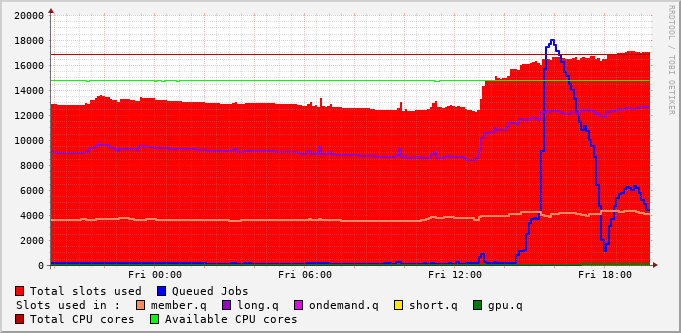 20000
18000
16000
14000
12000
10000
8000
6000
4000
2000
0
Fri 00:00 Fri 06:00 Fri 12:00 Fri 18:00
Total slots used Queued Jobs
Slots used in : member.q long.q ondemand.q short.q gpu.q
Total CPU cores Available CPU cores
RRDTOOL / TOBI OETIKER